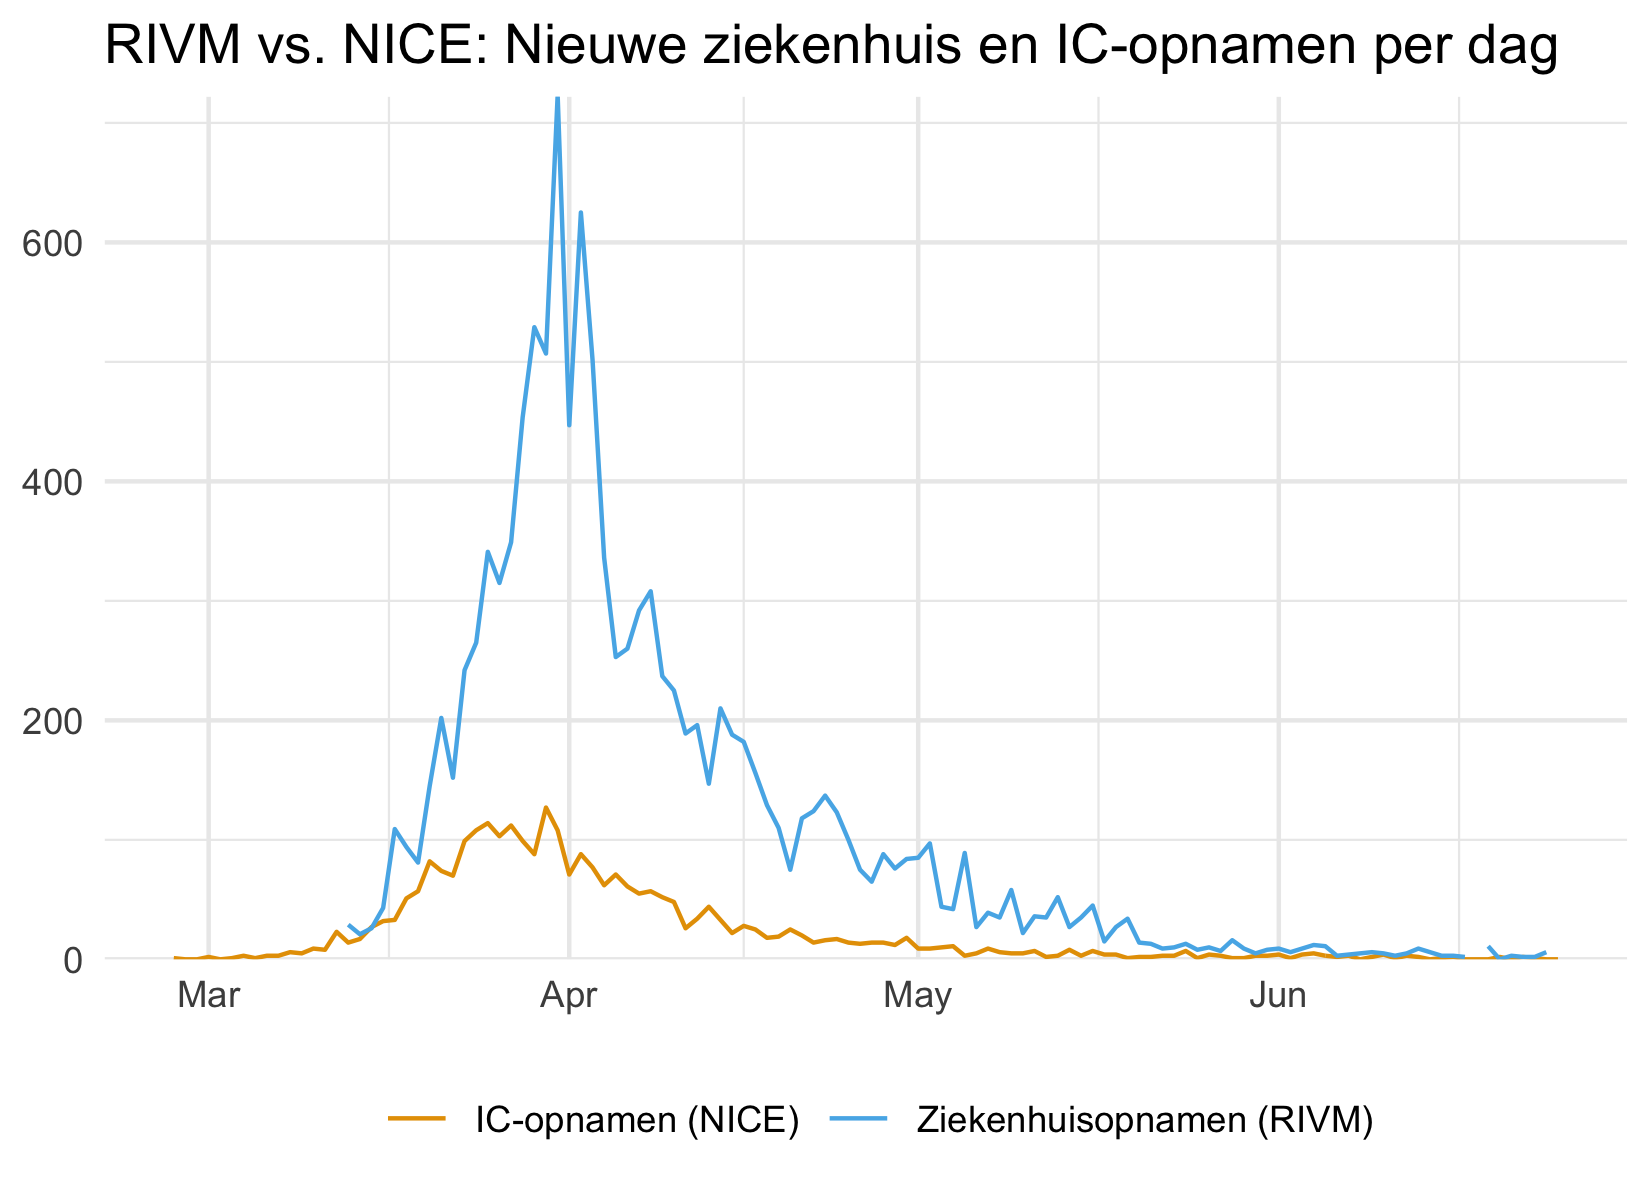 RIVM vs. NICE: Nieuwe ziekenhuis en IC-opnamen per dag
600
400
200
0
Mar Apr May Jun
IC-opnamen (NICE) Ziekenhuisopnamen (RIVM)